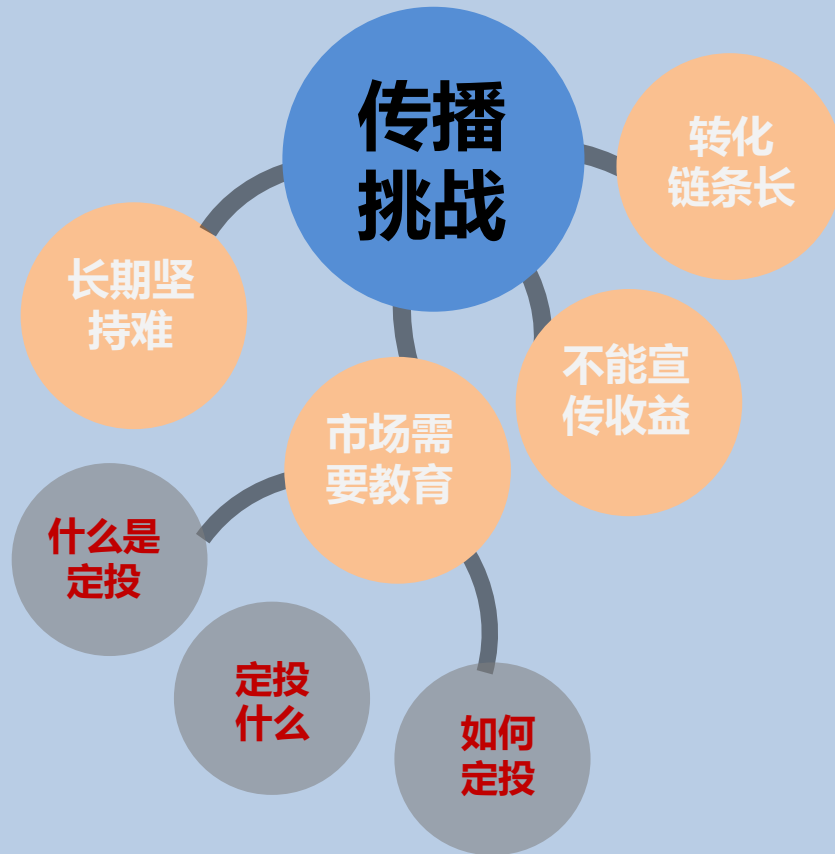 传播
挑战
转化
链条长
长期坚
持难
不能宣
传收益
市场需
要教育
什么是
定投
定投
什么
如何
定投